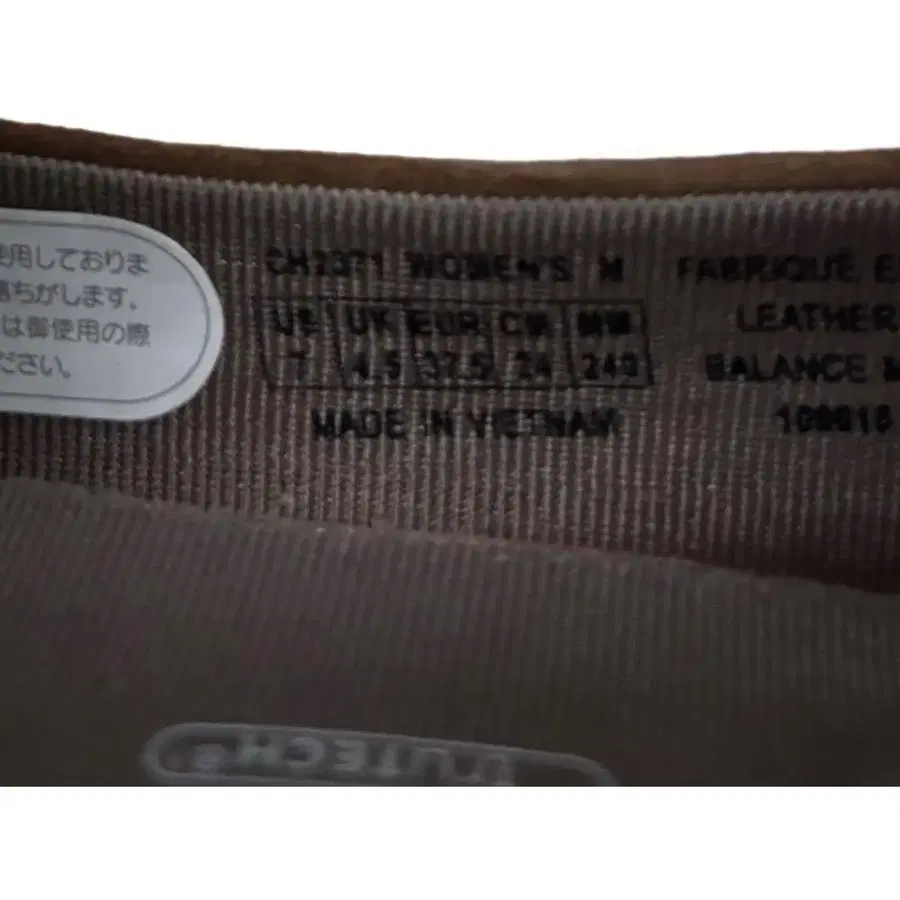 使用しておりま
落ちがします。
は御使用の際
ださい。
WOMEN'S M
US UK EUR CM MM
7 4.5 37.5 24 240
MADE IN VIETNAM
FABRIQUÉ
LEATHER
BALANCE